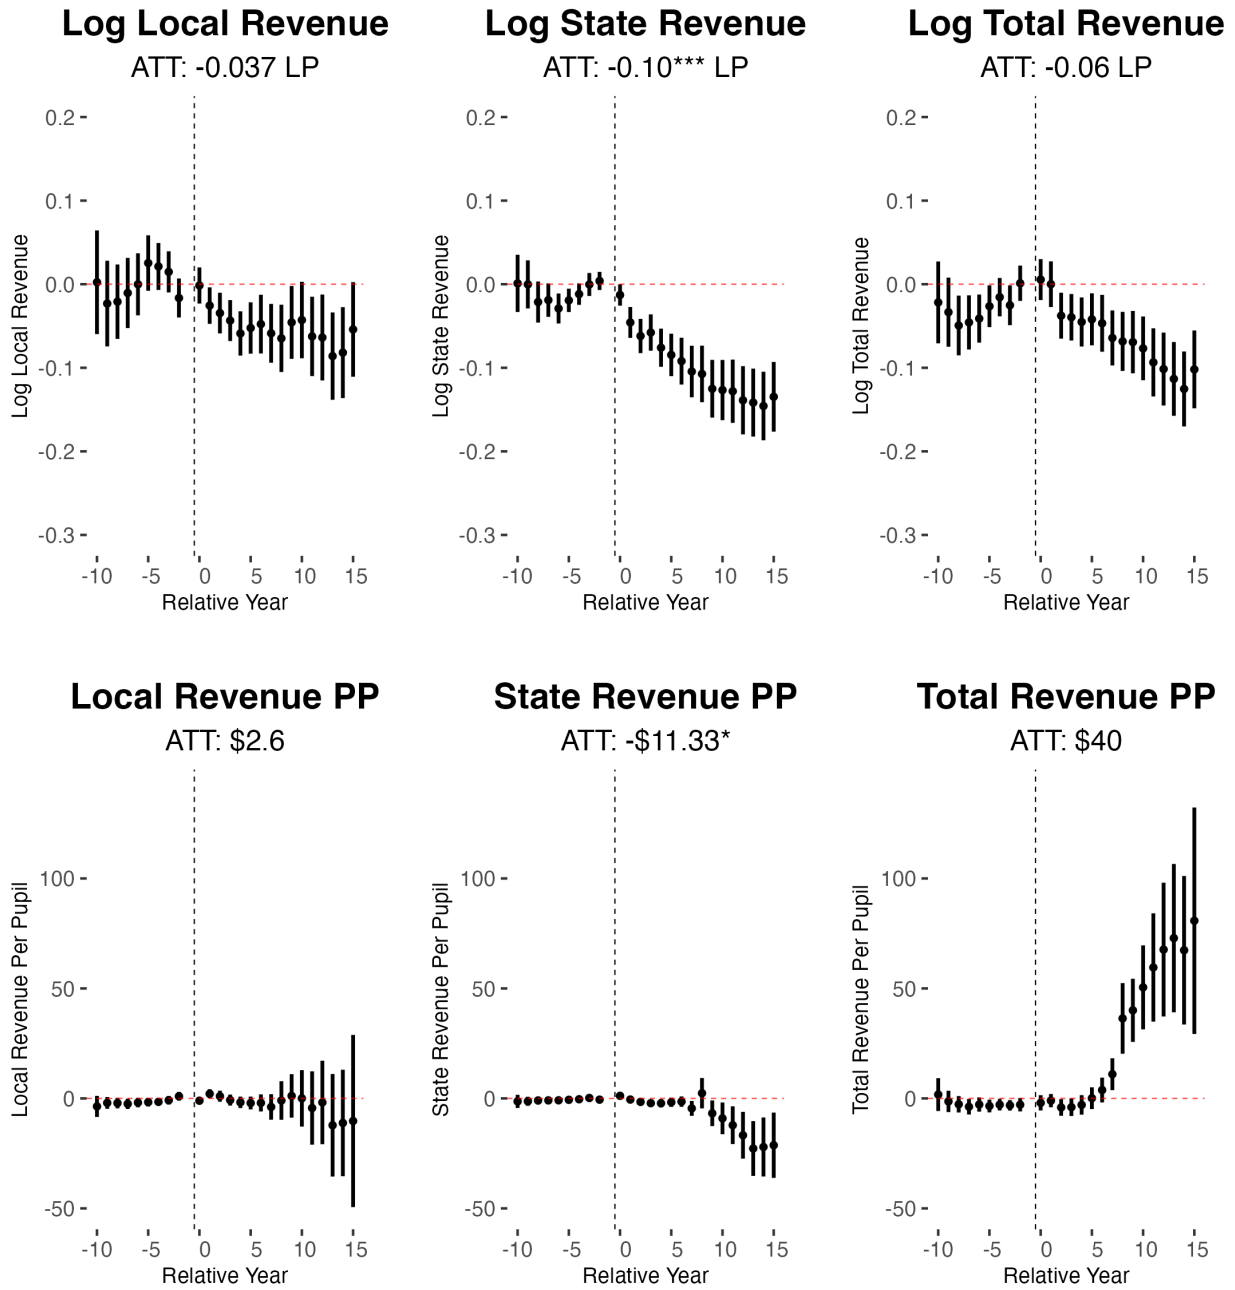 Log Local Revenue
ATT: -0.037 LP
0.2
0.1
0.0
-0.1
-0.2
-0.3
Log Local Revenue
-10 -5 0 5 10 15
Relative Year
Log State Revenue
ATT: -0.10*** LP
0.2
0.1
0.0
-0.1
-0.2
-0.3
Log State Revenue
-10 -5 0 5 10 15
Relative Year
Log Total Revenue
ATT: -0.06 LP
0.2
0.1
0.0
-0.1
-0.2
-0.3
Log Total Revenue
-10 -5 0 5 10 15
Relative Year
Local Revenue PP
ATT: $2.6
100
50
0
-50
Local Revenue Per Pupil
-10 -5 0 5 10 15
Relative Year
State Revenue PP
ATT: -$11.33*
100
50
0
-50
State Revenue Per Pupil
-10 -5 0 5 10 15
Relative Year
Total Revenue PP
ATT: $40
100
50
0
-50
Total Revenue Per Pupil
-10 -5 0 5 10 15
Relative Year